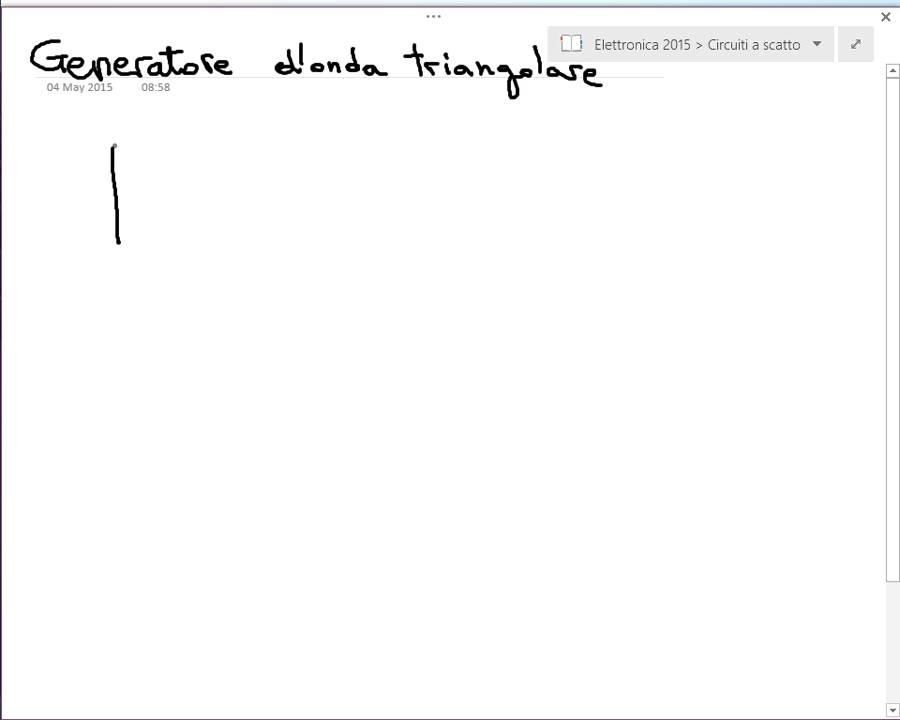 Generatore d'onda triangolare
Elettronica 2015 > Circuiti a scatto
04 May 2015 08:58